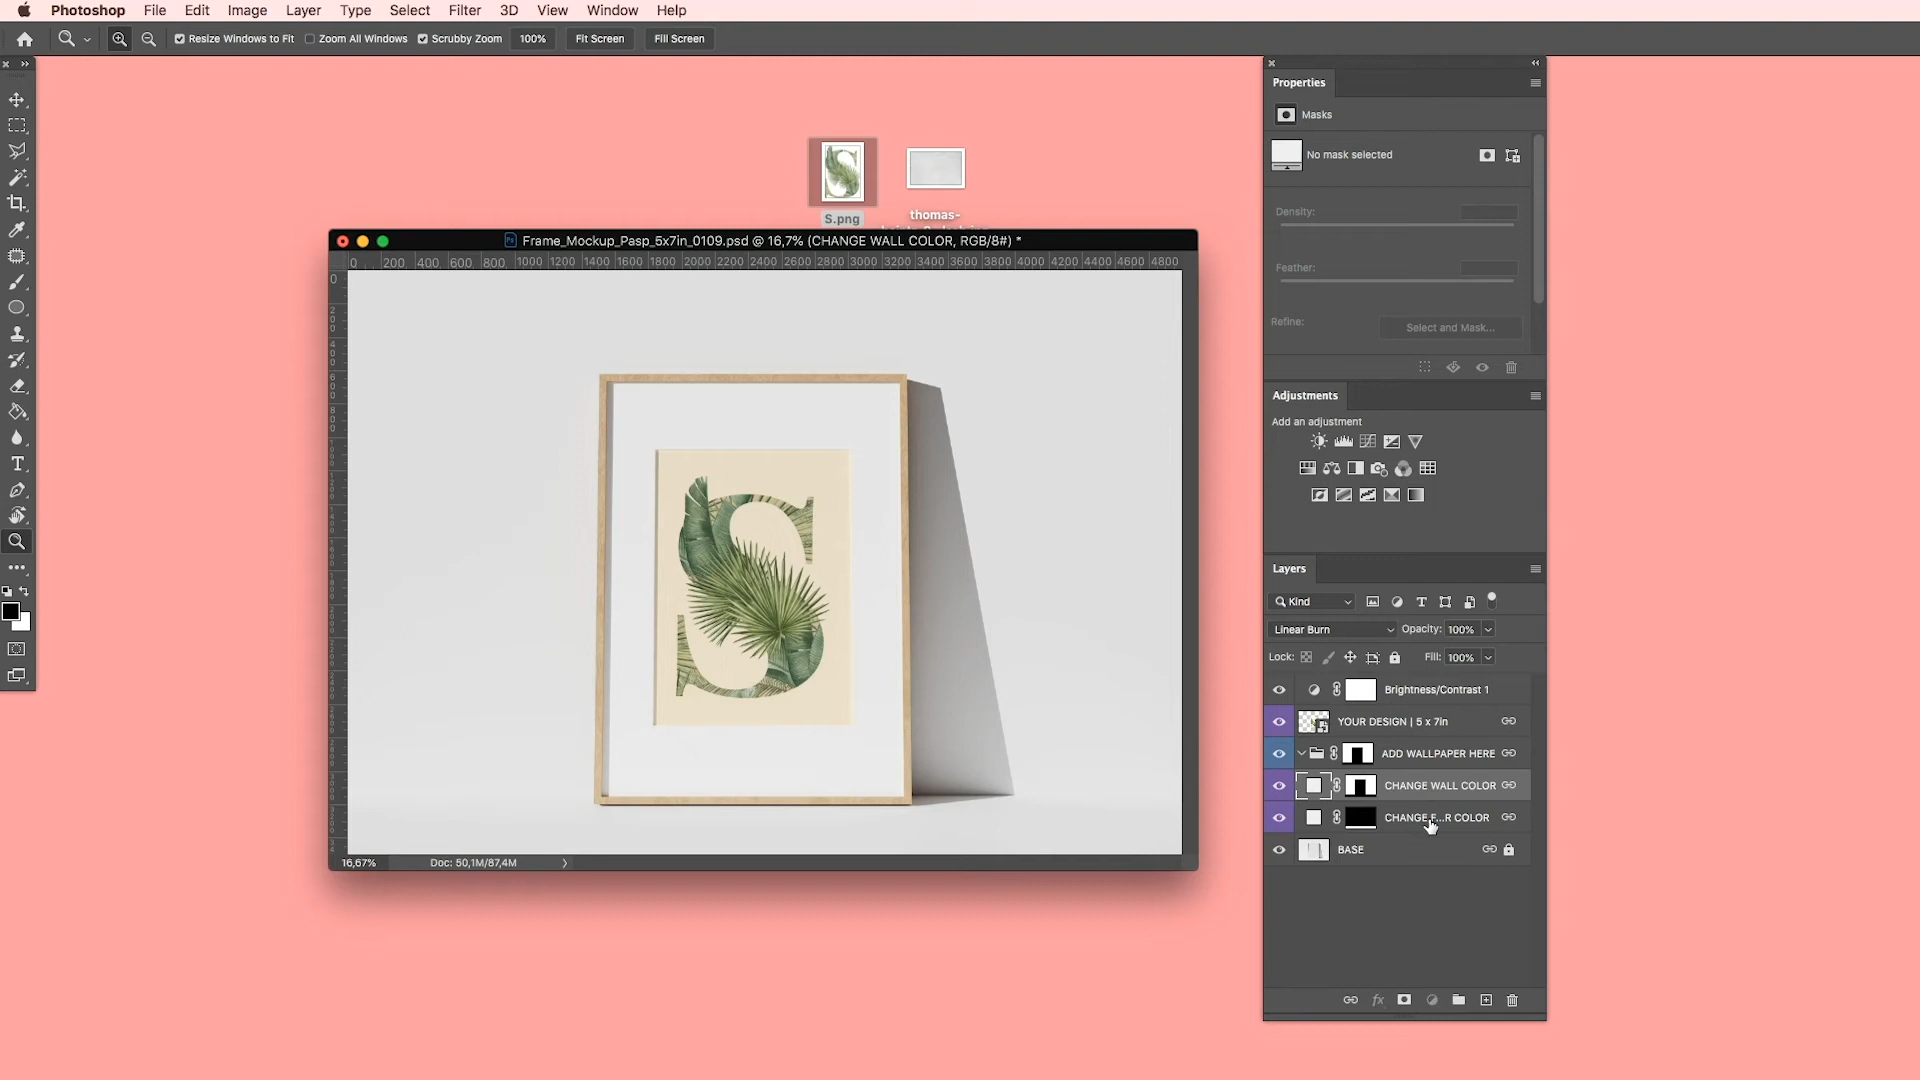 Photoshop File Edit Image Layer Type Select Filter 3D View Window Help
Resize Windows to Fit Zoom All Windows Scrubby Zoom 100% Fit Screen Fill Screen
Properties
Masks
No mask selected
Density:
Feather:
Refine: Select and Mask...
S.png
thomas-
Frame_Mockup_Pasp_5x7in_0109.psd @ 16,7% (CHANGE WALL COLOR, RGB/8#) *
0 200 400 600 800 1000 1200 1400 1600 1800 2000 2200 2400 2600 2800 3000 3200 3400 3600 3800 4000 4200 4400 4600 4800
S
16,67% Doc: 50,1M/87,4M
Adjustments
Add an adjustment
Layers
Kind
Linear Burn Opacity: 100%
Lock: Fill: 100%
Brightness/Contrast 1
YOUR DESIGN | 5 x 7in
ADD WALLPAPER HERE
CHANGE WALL COLOR
CHANGE F...R COLOR
BASE